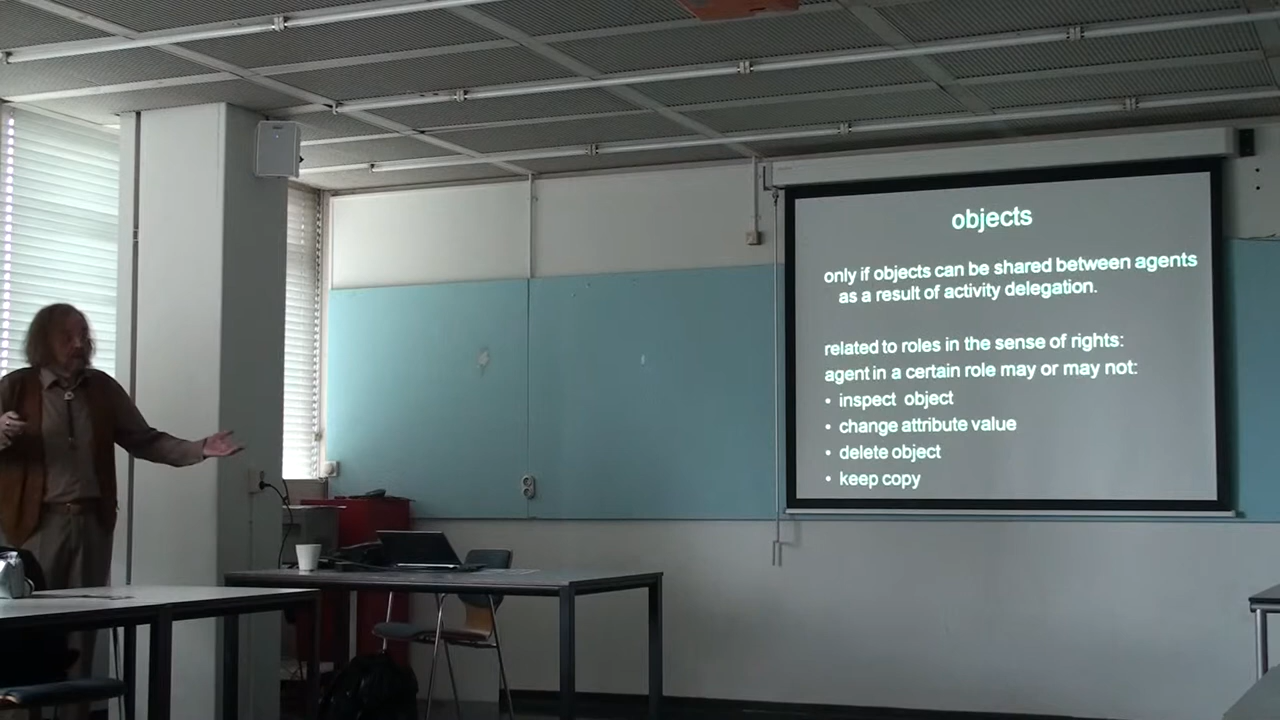 objects
only if objects can be shared between agents
as a result of activity delegation.
related to roles in the sense of rights:
agent in a certain role may or may not:
• inspect object
• change attribute value
• delete object
• keep copy